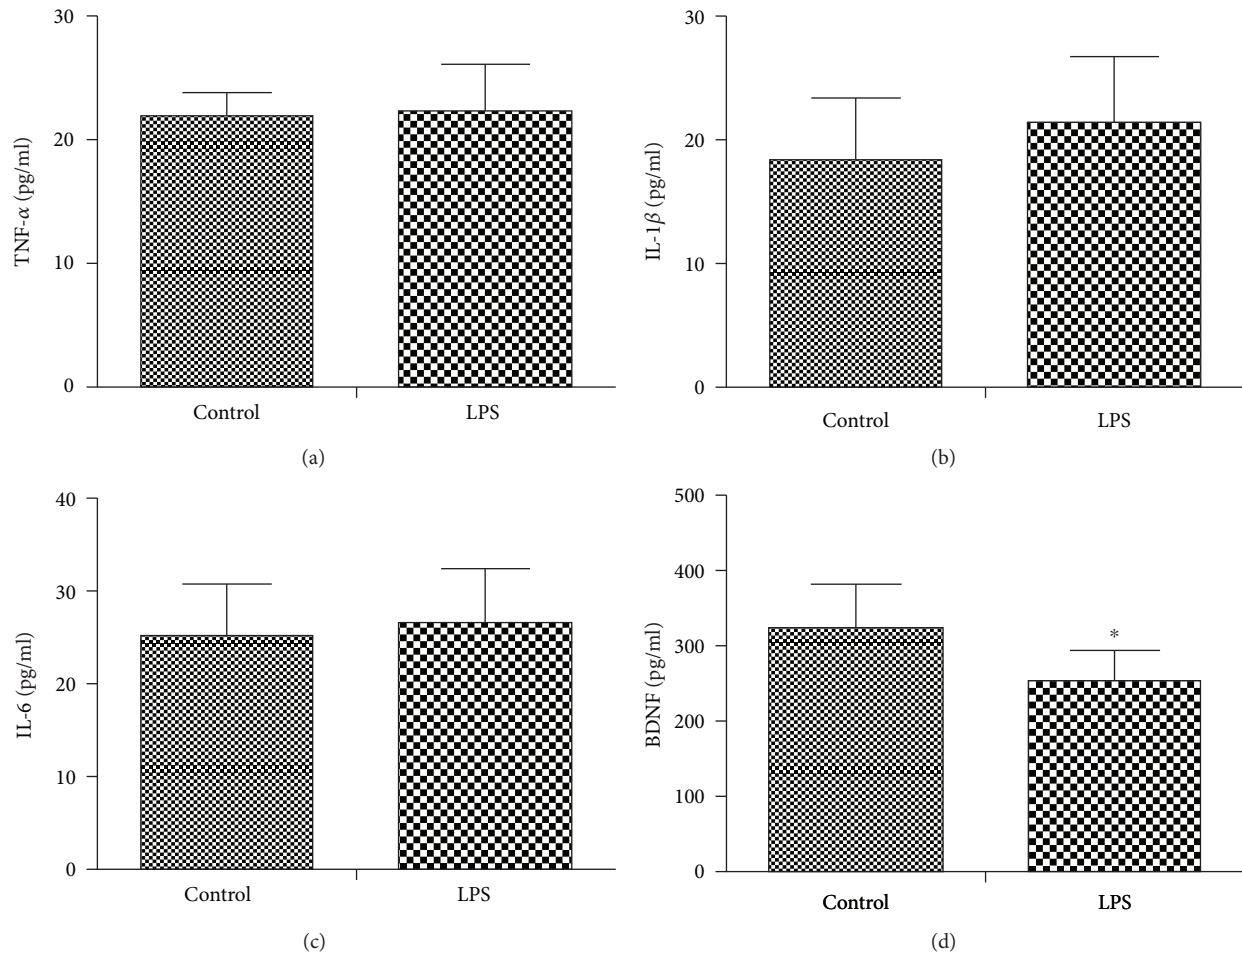 30
20
10
0
TNF-α (pg/ml)
Control
LPS
(a)
30
20
10
0
IL-1β (pg/ml)
Control
LPS
(b)
40
30
20
10
0
IL-6 (pg/ml)
Control
LPS
(c)
500
400
300
200
100
0
BDNF (pg/ml)
*
Control
LPS
(d)